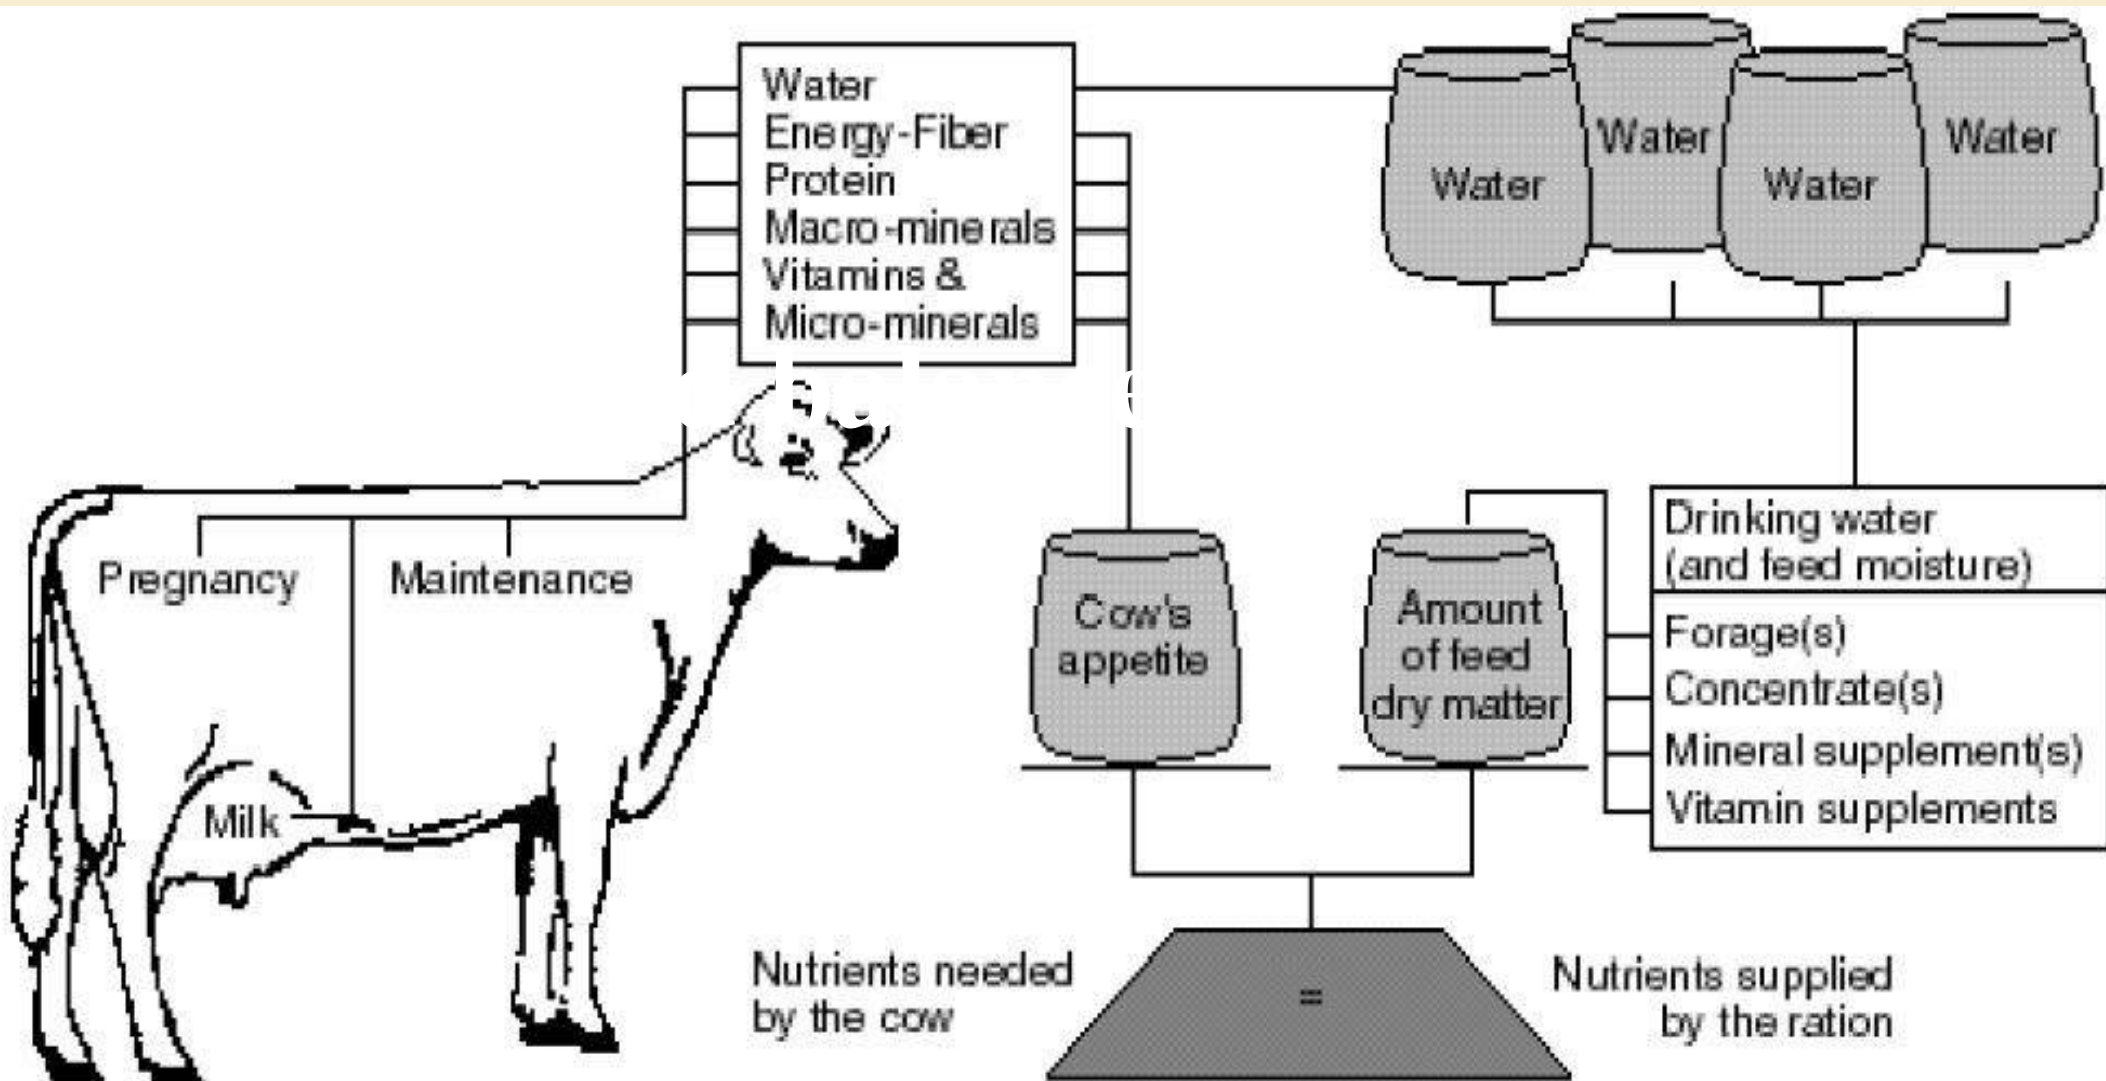 Water
Energy-Fiber
Protein
Macro-minerals
Vitamins &
Micro-minerals
Water
Water
Water
Water
Pregnancy
Maintenance
Milk
Cow's
appetite
Amount
of feed
dry matter
Drinking water
(and feed moisture)
Forage(s)
Concentrate(s)
Mineral supplement(s)
Vitamin supplements
Nutrients needed
by the cow
=
Nutrients supplied
by the ration